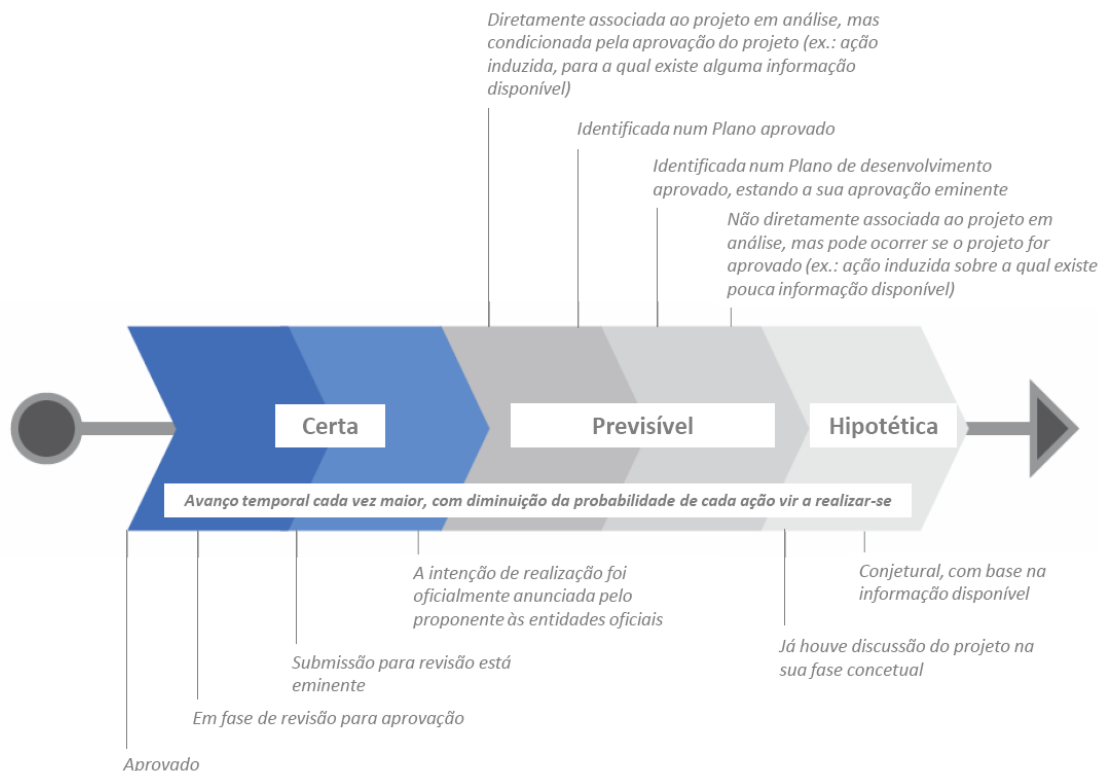 Diretamente associada ao projeto em análise, mas
condicionada pela aprovação do projeto (ex.: ação
induzida, para a qual existe alguma informação
disponível)
Identificada num Plano aprovado
Identificada num Plano de desenvolvimento
aprovado, estando a sua aprovação eminente
Não diretamente associada ao projeto em
análise, mas pode ocorrer se o projeto for
aprovado (ex.: ação induzida sobre a qual existe
pouca informação disponível)
Certa
Previsível
Hipotética
Avanço temporal cada vez maior, com diminuição da probabilidade de cada ação vir a realizar-se
A intenção de realização foi
oficialmente anunciada pelo
proponente às entidades oficiais
Conjetural, com base na
informação disponível
Já houve discussão do projeto na
sua fase concetual
Submissão para revisão está
eminente
Em fase de revisão para aprovação
Aprovado